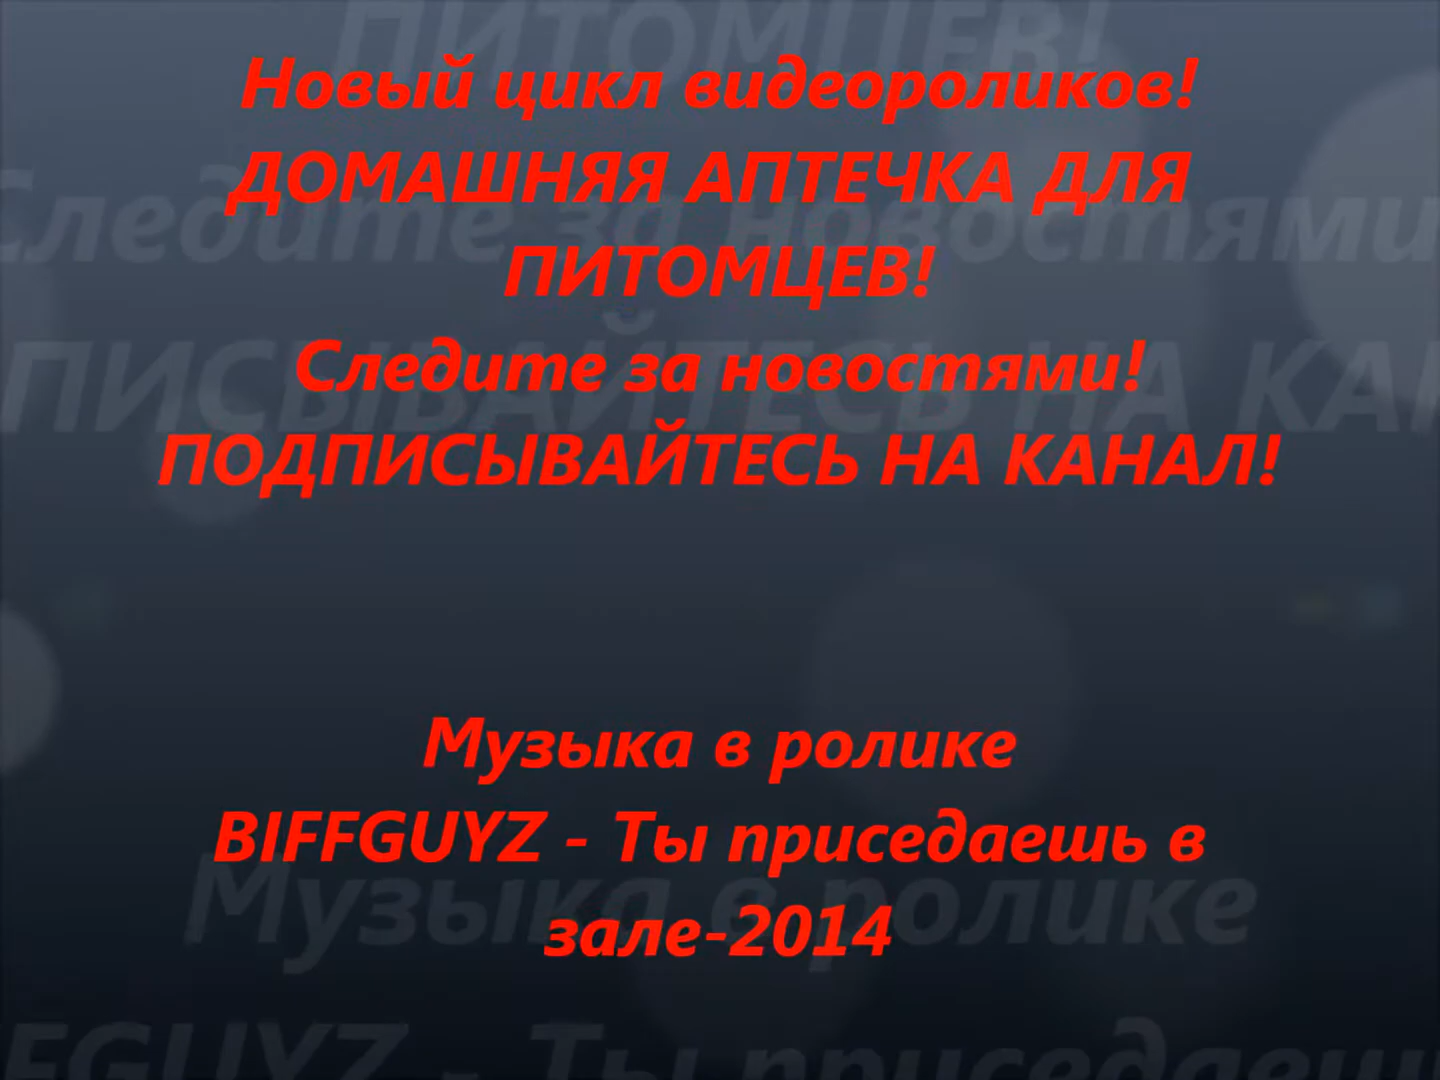 Новый цикл видеороликов!
ДОМАШНЯЯ АПТЕЧКА ДЛЯ
ПИТОМЦЕВ!
Следите за новостями!
ПОДПИСЫВАЙТЕСЬ НА КАНАЛ!
Музыка в ролике
BIFFGUYZ - Ты приседаешь в
зале-2014